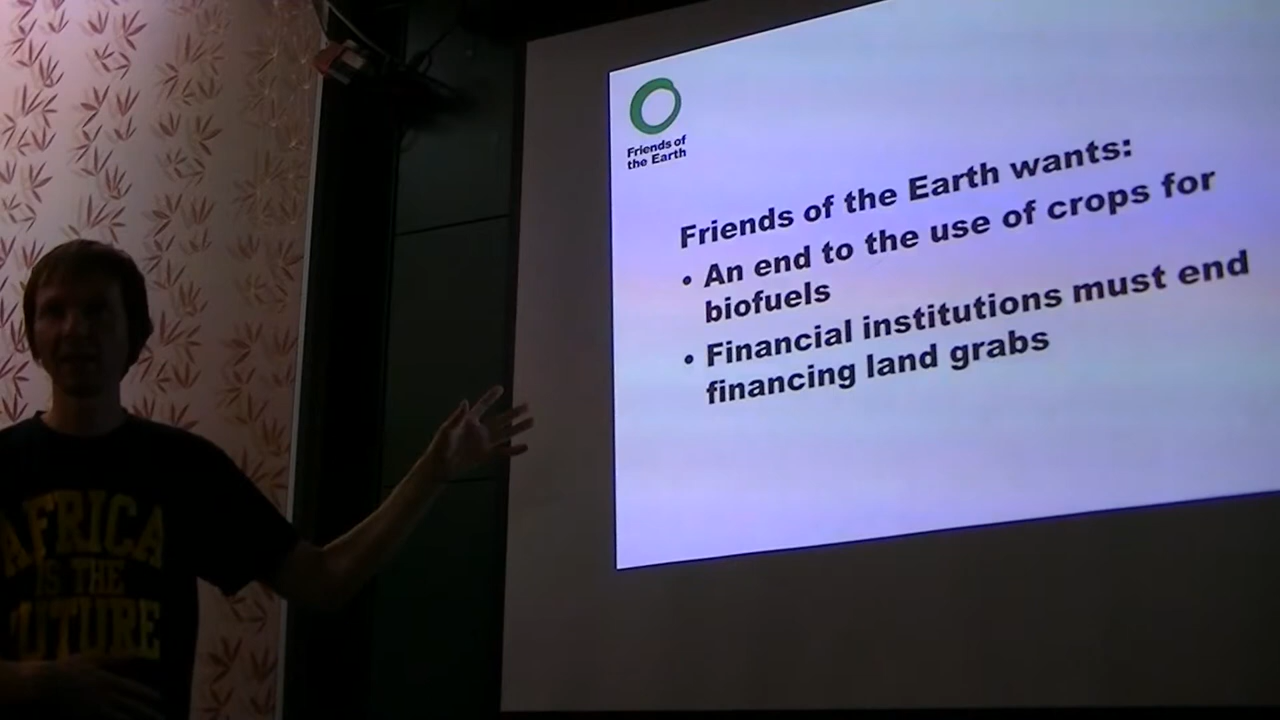 Friends of
the Earth
Friends of the Earth wants:
• An end to the use of crops for
biofuels
• Financial institutions must end
financing land grabs
AFRICA
IS THE
FUTURE